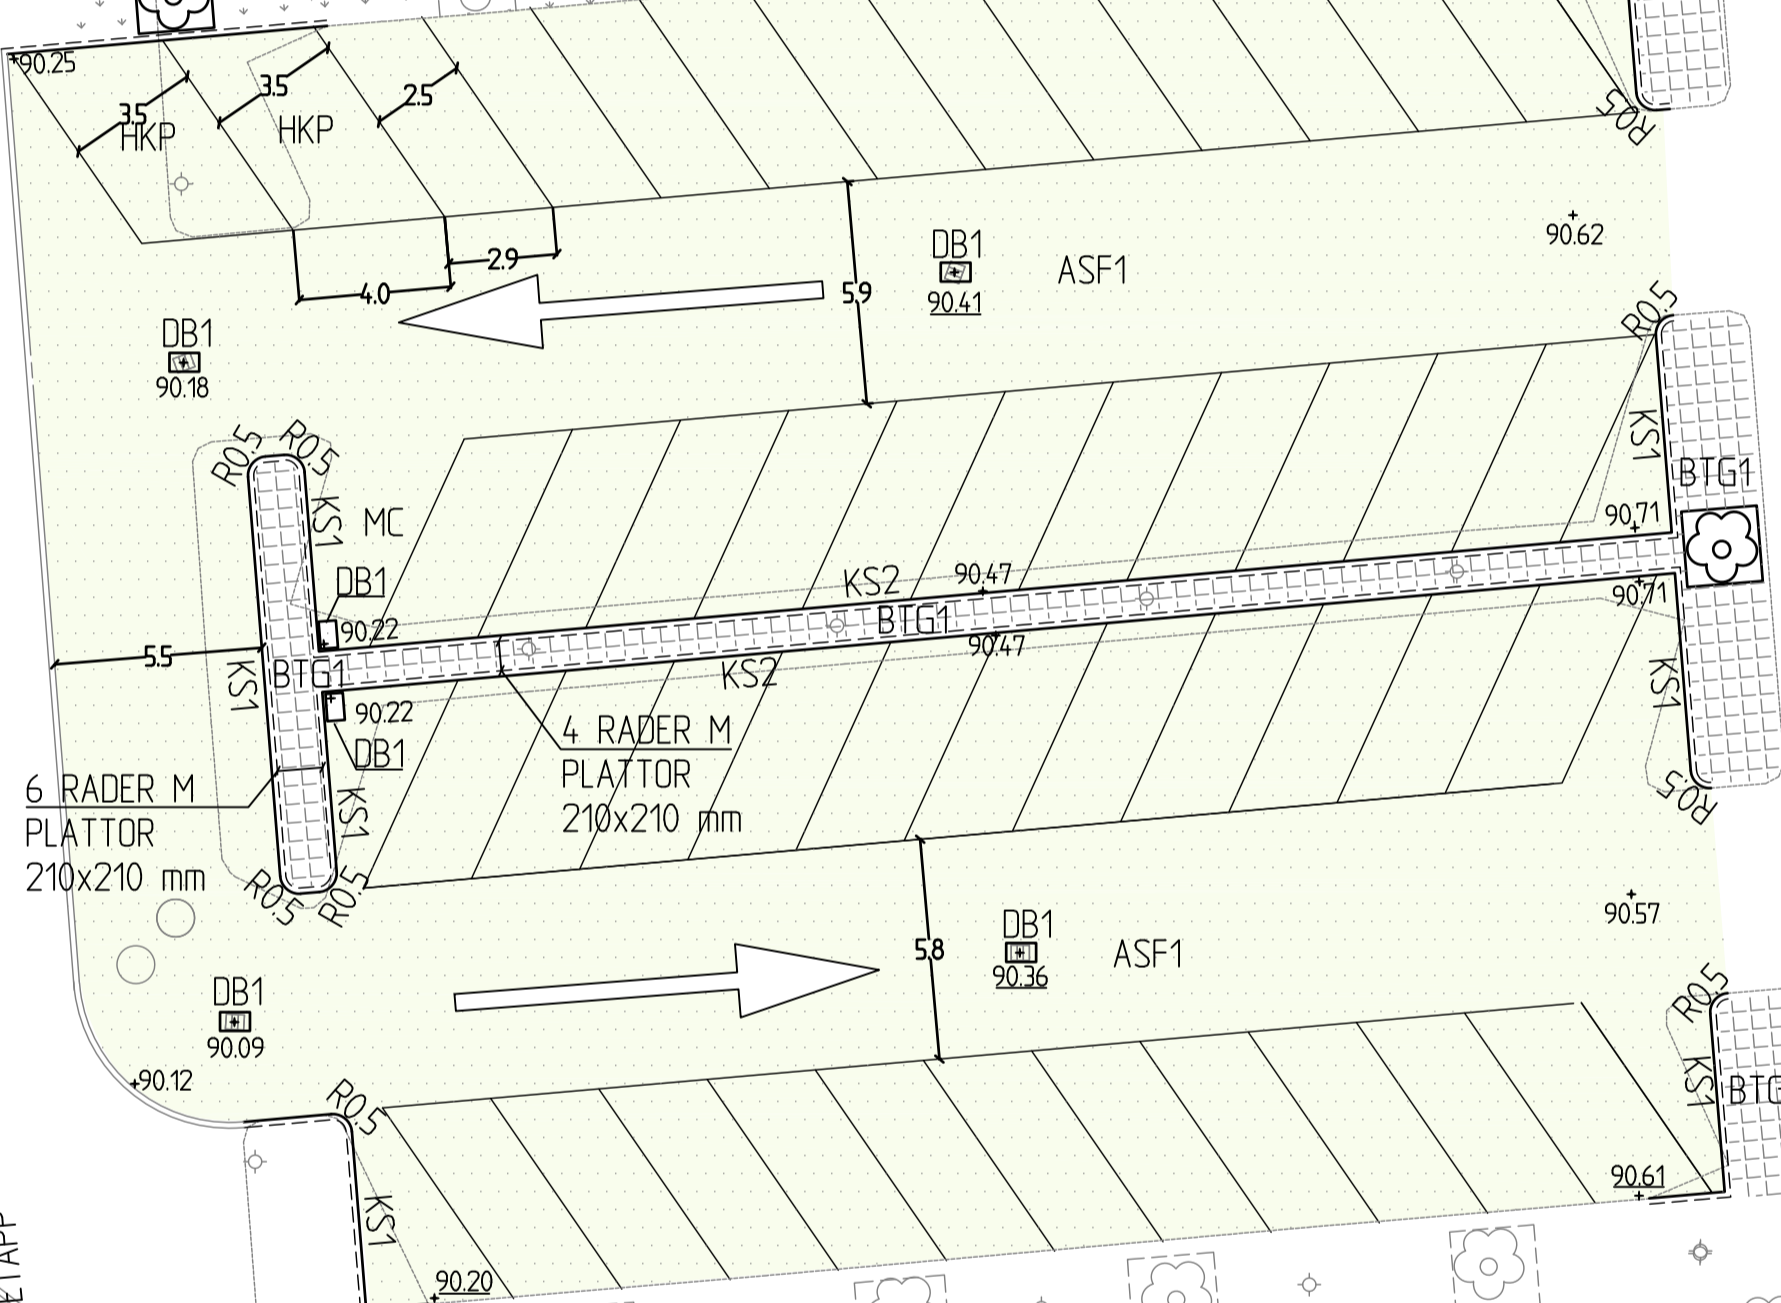 90.25
3.5
HKP
3.5
HKP
2.5
R0.5
90.62
DB1
90.41
ASF1
2.9
4.0
5.9
DB1
90.18
R0.5
R0.5
R0.5
KS1
MC
KS1
BTG1
90.71
DB1
90.22
KS2
90.47
BTG1
90.47
KS2
90.71
5.5
KS1
BTG1
90.22
DB1
KS1
4 RADER M
PLATTOR
210x210 mm
6 RADER M
PLATTOR
210x210 mm
KS1
R0.5
R0.5
R0.5
90.57
DB1
90.36
5.8
ASF1
DB1
90.09
90.12
R0.5
R0.5
KS1
BTG
90.61
KS1
90.20
ETAPP